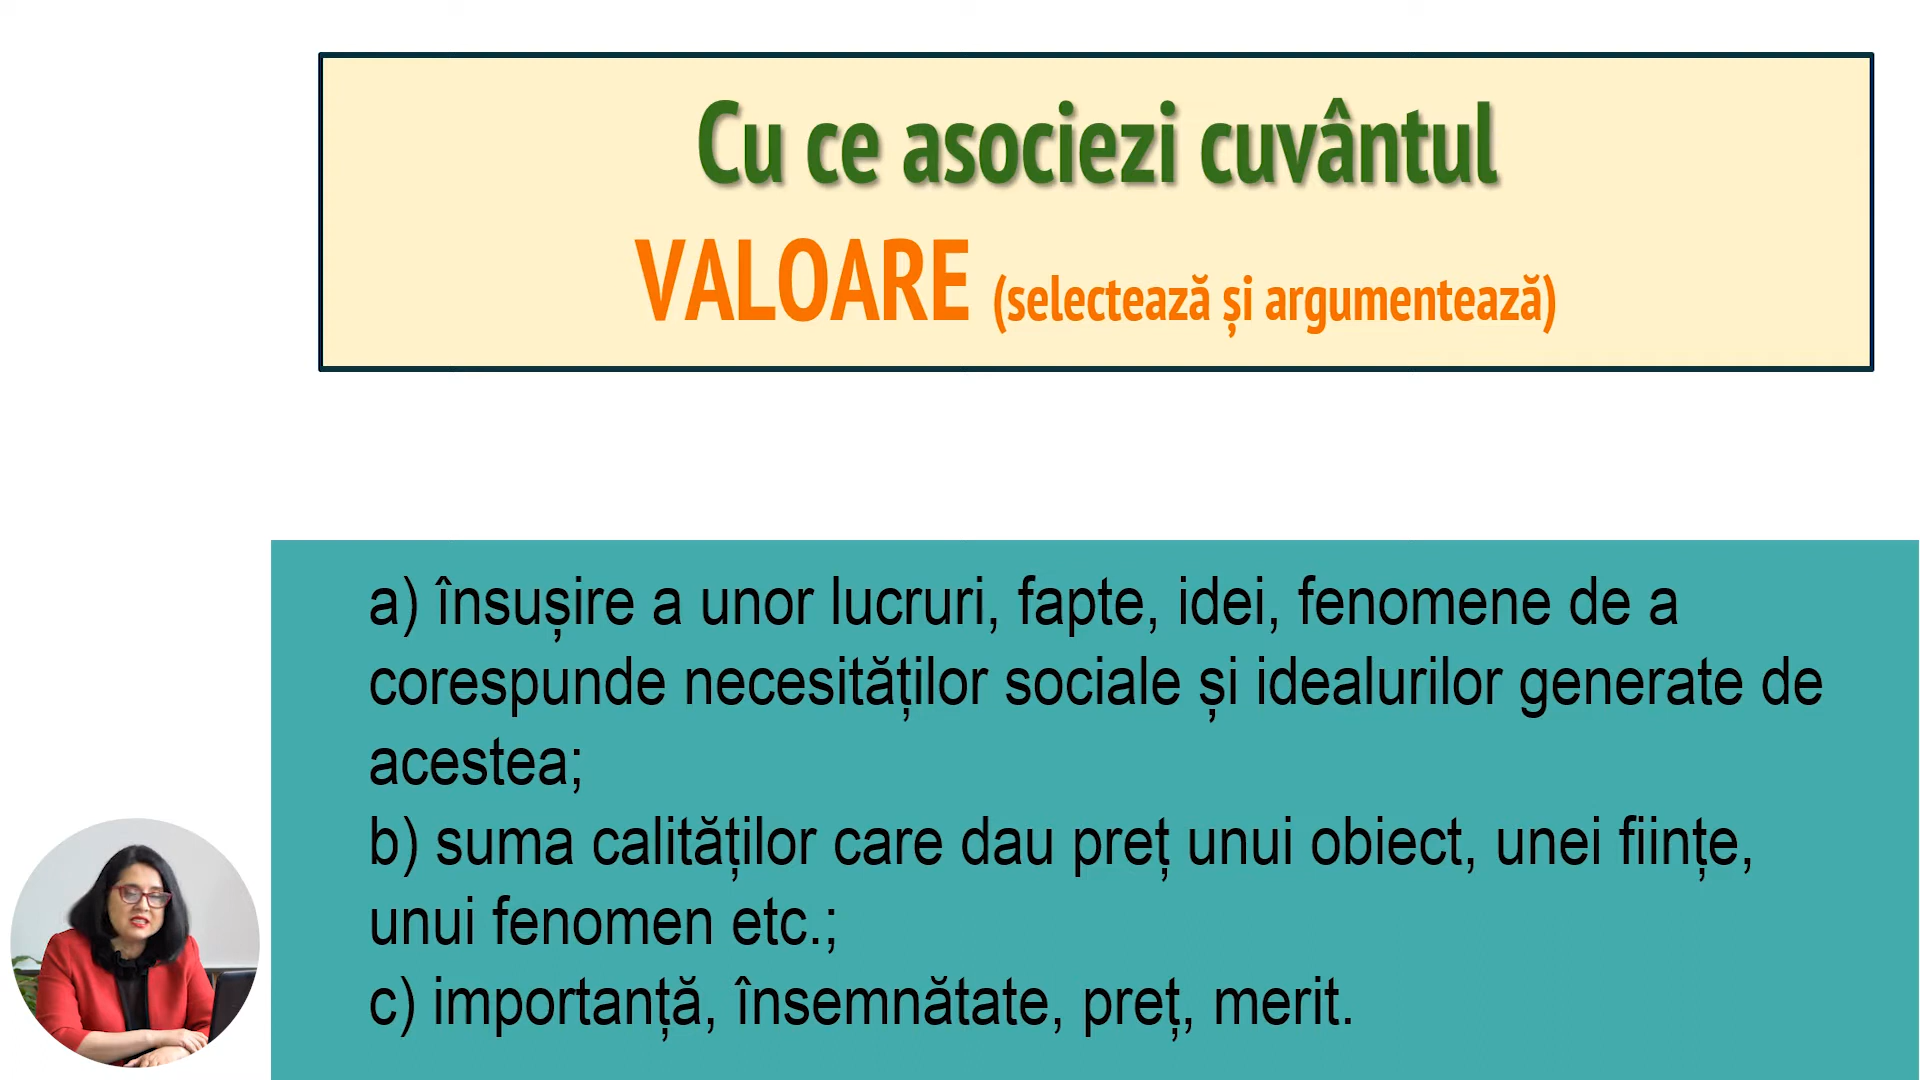 Cu ce asociezi cuvântul
VALOARE (selectează și argumentează)
a) însușire a unor lucruri, fapte, idei, fenomene de a
corespunde necesităților sociale și idealurilor generate de
acestea;
b) suma calităților care dau preț unui obiect, unei ființe,
unui fenomen etc.;
c) importanță, însemnătate, preț, merit.